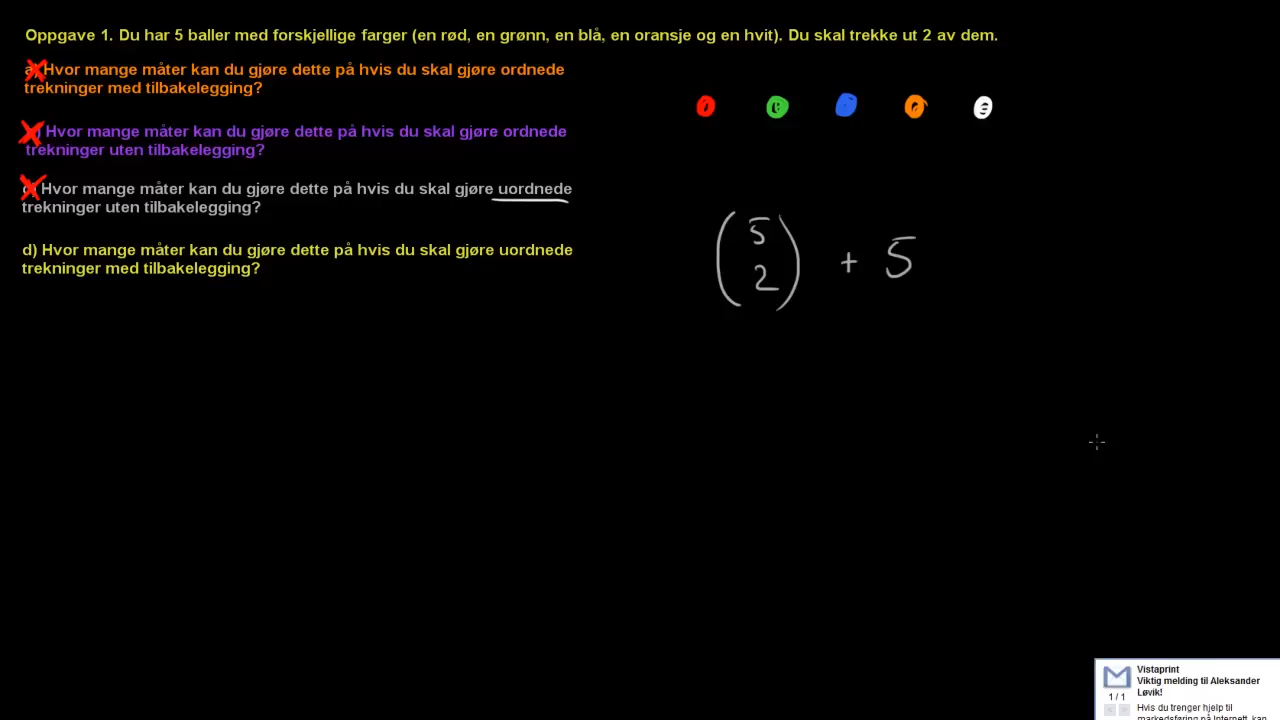 Oppgave 1. Du har 5 baller med forskjellige farger (en rød, en grønn, en blå, en oransje og en hvit). Du skal trekke ut 2 av dem.
a) Hvor mange måter kan du gjøre dette på hvis du skal gjøre ordnede
trekninger med tilbakelegging?
Hvor mange måter kan du gjøre dette på hvis du skal gjøre ordnede
trekninger uten tilbakelegging?
Hvor mange måter kan du gjøre dette på hvis du skal gjøre uordnede
trekninger uten tilbakelegging?
d) Hvor mange måter kan du gjøre dette på hvis du skal gjøre uordnede
trekninger med tilbakelegging?
(5
2) + 5
Vistaprint
Viktig melding til Aleksander
Løvik!
1 / 1
Hvis du trenger hjelp til
markedsføring på Internett, kan